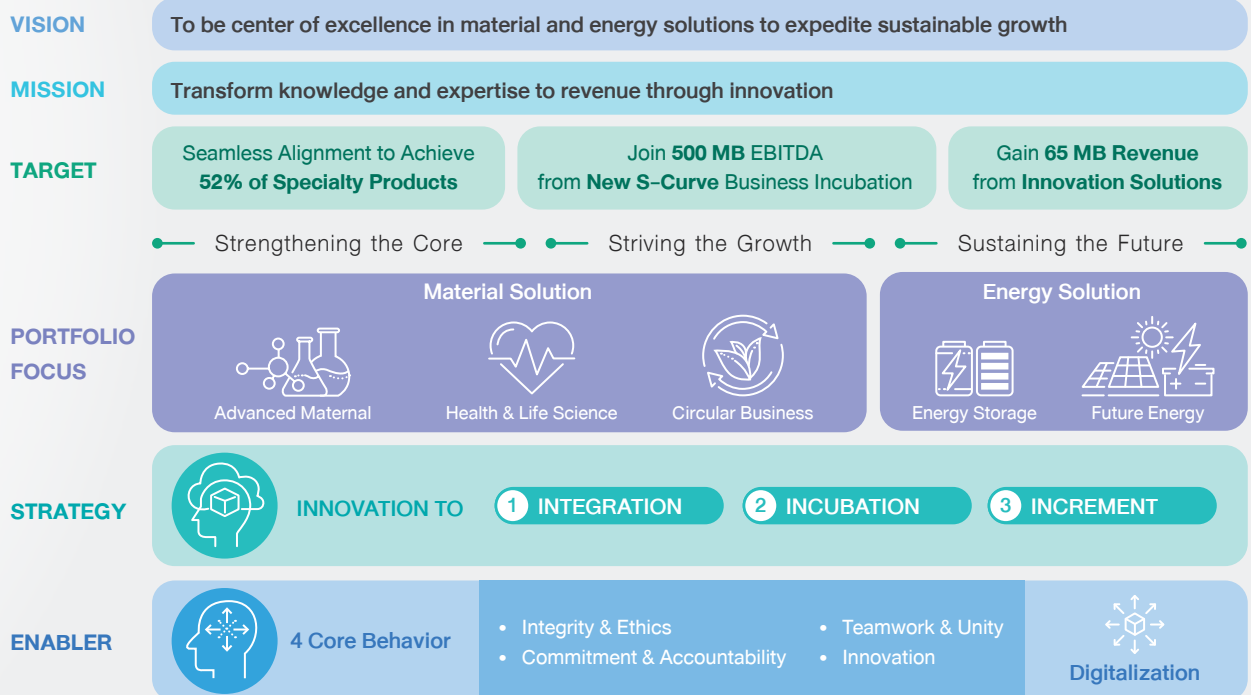 VISION
To be center of excellence in material and energy solutions to expedite sustainable growth
MISSION
Transform knowledge and expertise to revenue through innovation
TARGET
Seamless Alignment to Achieve
52% of Specialty Products
Join 500 MB EBITDA
from New S-Curve Business Incubation
Gain 65 MB Revenue
from Innovation Solutions
Strengthening the Core
Striving the Growth
Sustaining the Future
PORTFOLIO
FOCUS
Material Solution
Advanced Maternal
Health & Life Science
Circular Business
Energy Solution
Energy Storage
Future Energy
STRATEGY
INNOVATION TO
1 INTEGRATION
2 INCUBATION
3 INCREMENT
ENABLER
4 Core Behavior
• Integrity & Ethics
• Commitment & Accountability
• Teamwork & Unity
• Innovation
Digitalization